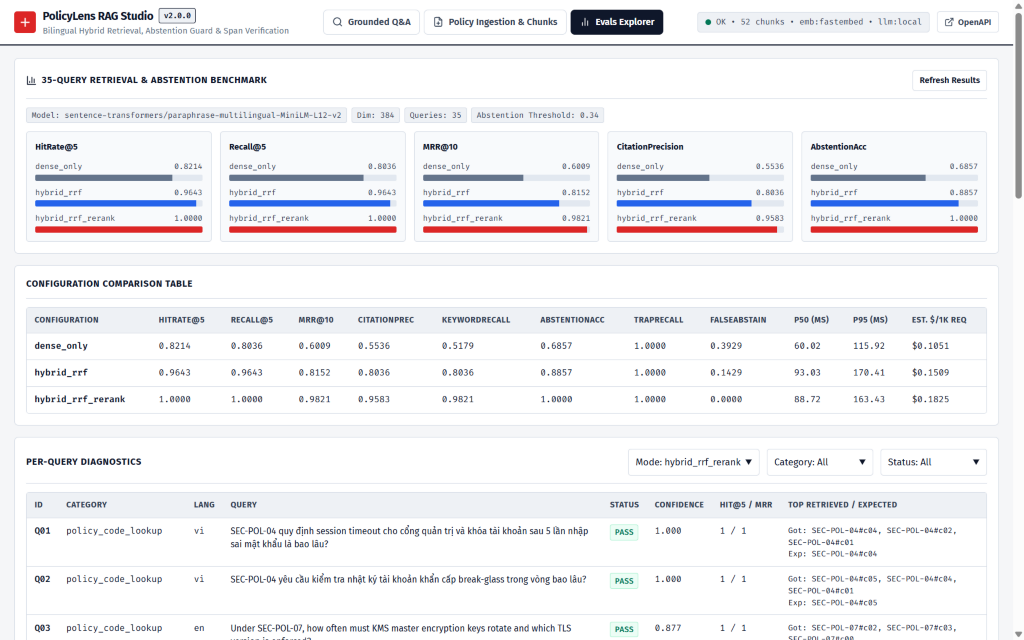 PolicyLens RAG Studio v2.0.0
Bilingual Hybrid Retrieval, Abstention Guard & Span Verification
Grounded Q&A
Policy Ingestion & Chunks
Evals Explorer
OK • 52 chunks • emb:fastembed • llm:local
OpenAPI
35-QUERY RETRIEVAL & ABSTENTION BENCHMARK
Refresh Results
Model: sentence-transformers/paraphrase-multilingual-MiniLM-L12-v2
Dim: 384
Queries: 35
Abstention Threshold: 0.34
HitRate@5
dense_only 0.8214
hybrid_rrf 0.9643
hybrid_rrf_rerank 1.0000
Recall@5
dense_only 0.8036
hybrid_rrf 0.9643
hybrid_rrf_rerank 1.0000
MRR@10
dense_only 0.6009
hybrid_rrf 0.8152
hybrid_rrf_rerank 0.9821
CitationPrecision
dense_only 0.5536
hybrid_rrf 0.8036
hybrid_rrf_rerank 0.9583
AbstentionAcc
dense_only 0.6857
hybrid_rrf 0.8857
hybrid_rrf_rerank 1.0000
CONFIGURATION COMPARISON TABLE
CONFIGURATION HITRATE@5 RECALL@5 MRR@10 CITATIONPREC KEYWORDRECALL ABSTENTIONACC TRAPRECALL FALSEABSTAIN P50 (MS) P95 (MS) EST. $/1K REQ
dense_only 0.8214 0.8036 0.6009 0.5536 0.5179 0.6857 1.0000 0.3929 60.02 115.92 $0.1051
hybrid_rrf 0.9643 0.9643 0.8152 0.8036 0.8036 0.8857 1.0000 0.1429 93.03 170.41 $0.1509
hybrid_rrf_rerank 1.0000 1.0000 0.9821 0.9583 0.9821 1.0000 1.0000 0.0000 88.72 163.43 $0.1825
PER-QUERY DIAGNOSTICS
Mode: hybrid_rrf_rerank
Category: All
Status: All
ID CATEGORY LANG QUERY STATUS CONFIDENCE HIT@5 / MRR TOP RETRIEVED / EXPECTED
Q01 policy_code_lookup vi SEC-POL-04 quy định session timeout cho cổng quản trị và khóa tài khoản sau 5 lần nhập
sai mật khẩu là bao lâu?
PASS 1.000 1 / 1 Got: SEC-POL-04#c04, SEC-POL-04#c02,
SEC-POL-04#c01
Exp: SEC-POL-04#c04
Q02 policy_code_lookup vi SEC-POL-04 yêu cầu kiểm tra nhật ký tài khoản khẩn cấp break-glass trong vòng bao lâu?
PASS 1.000 1 / 1 Got: SEC-POL-04#c05, SEC-POL-04#c04,
SEC-POL-04#c01
Exp: SEC-POL-04#c05
Q03 policy_code_lookup en Under SEC-POL-07, how often must KMS master encryption keys rotate and which TLS
version is enforced?
PASS 0.877 1 / 1 Got: SEC-POL-07#c02, SEC-POL-07#c03,